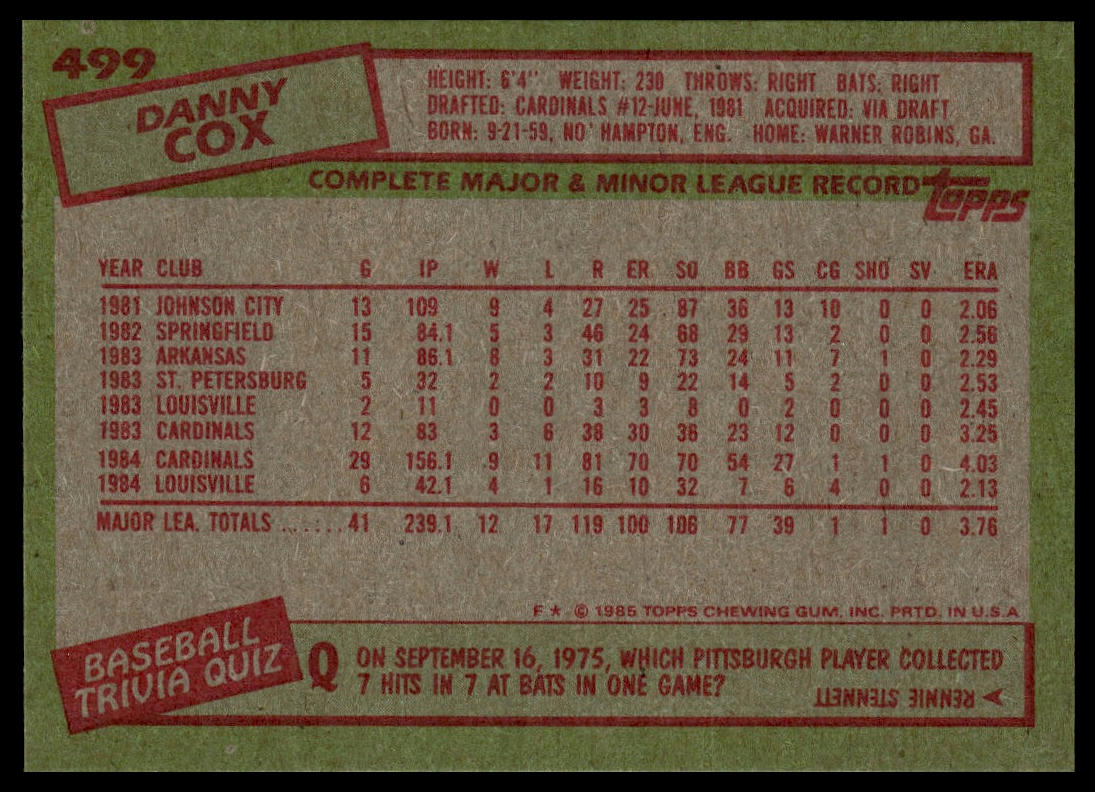 499
DANNY
COX
HEIGHT: 6'4" WEIGHT: 230 THROWS: RIGHT BATS: RIGHT
DRAFTED: CARDINALS #12-JUNE, 1981 ACQUIRED: VIA DRAFT
BORN: 9-21-59, NO' HAMPTON, ENG. HOME: WARNER ROBINS, GA.
COMPLETE MAJOR & MINOR LEAGUE RECORD
topps
YEAR CLUB G IP W L R ER SO BB GS CG SHO SV ERA
1981 JOHNSON CITY 13 109 9 4 27 25 87 36 13 10 0 0 2.06
1982 SPRINGFIELD 15 84.1 5 3 46 24 68 29 13 2 0 0 2.56
1983 ARKANSAS 11 86.1 8 3 31 22 73 24 11 7 1 0 2.29
1983 ST. PETERSBURG 5 32 2 2 10 9 22 14 5 2 0 0 2.53
1983 LOUISVILLE 2 11 0 0 3 3 8 0 2 0 0 0 2.45
1983 CARDINALS 12 83 3 6 38 30 36 23 12 0 0 0 3.25
1984 CARDINALS 29 156.1 9 11 81 70 70 54 27 1 1 0 4.03
1984 LOUISVILLE 6 42.1 4 1 16 10 32 7 6 4 0 0 2.13
MAJOR LEA. TOTALS ....... 41 239.1 12 17 119 100 106 77 39 1 1 0 3.76
F ★ © 1985 TOPPS CHEWING GUM, INC. PRTD. IN U.S.A
BASEBALL
TRIVIA QUIZ
Q ON SEPTEMBER 16, 1975, WHICH PITTSBURGH PLAYER COLLECTED
7 HITS IN 7 AT BATS IN ONE GAME?
RENNIE STENNETT